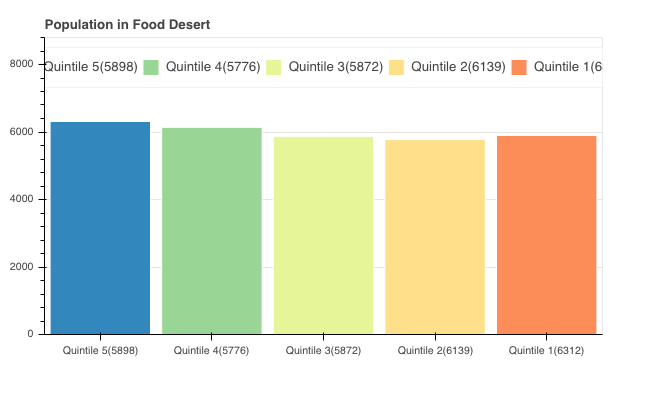 Population in Food Desert
Quintile 5(5898) Quintile 4(5776) Quintile 3(5872) Quintile 2(6139) Quintile 1(6
8000
6000
4000
2000
0
Quintile 5(5898) Quintile 4(5776) Quintile 3(5872) Quintile 2(6139) Quintile 1(6312)